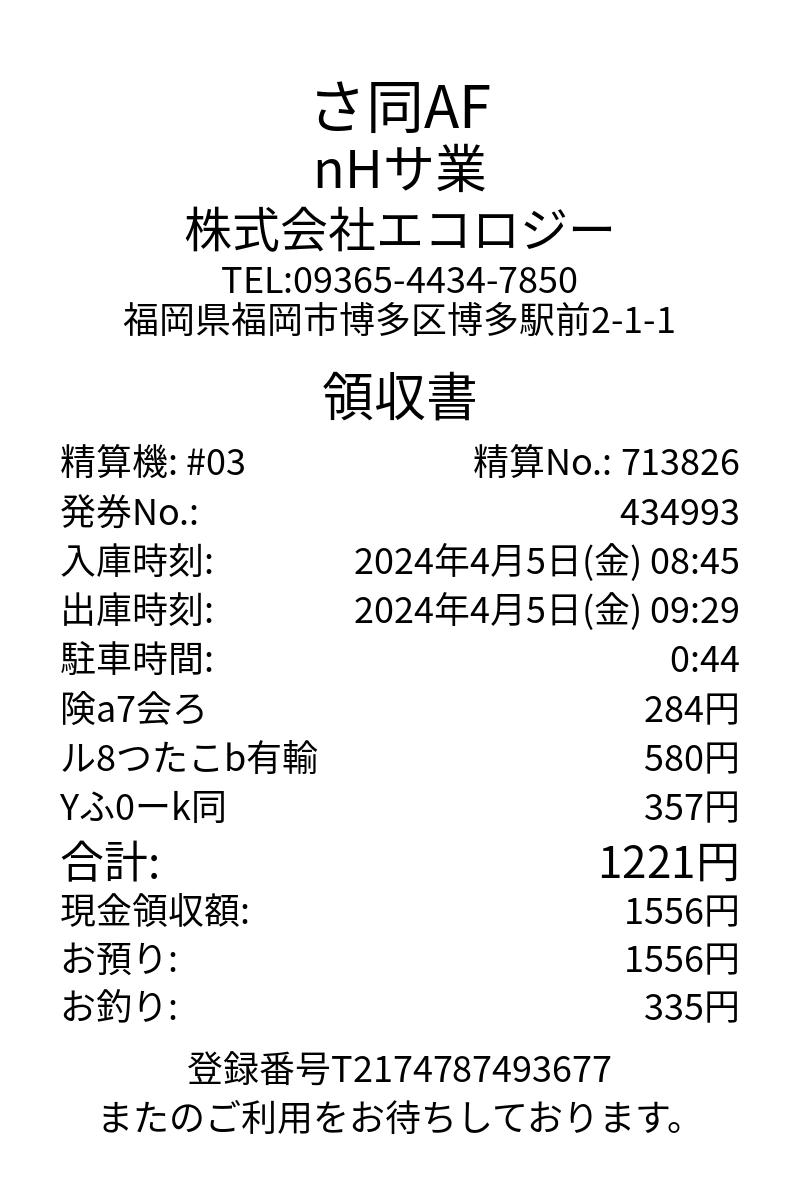 さ同AF
nHサ業
株式会社エコロジー
TEL:09365-4434-7850
福岡県福岡市博多区博多駅前2-1-1
領収書
精算機: #03 精算No.: 713826
発券No.: 434993
入庫時刻: 2024年4月5日(金) 08:45
出庫時刻: 2024年4月5日(金) 09:29
駐車時間: 0:44
険a7会ろ 284円
ル8つたこb有輸 580円
Yふ0ーk同 357円
合計: 1221円
現金領収額: 1556円
お預り: 1556円
お釣り: 335円
登録番号T2174787493677
またのご利用をお待ちしております。